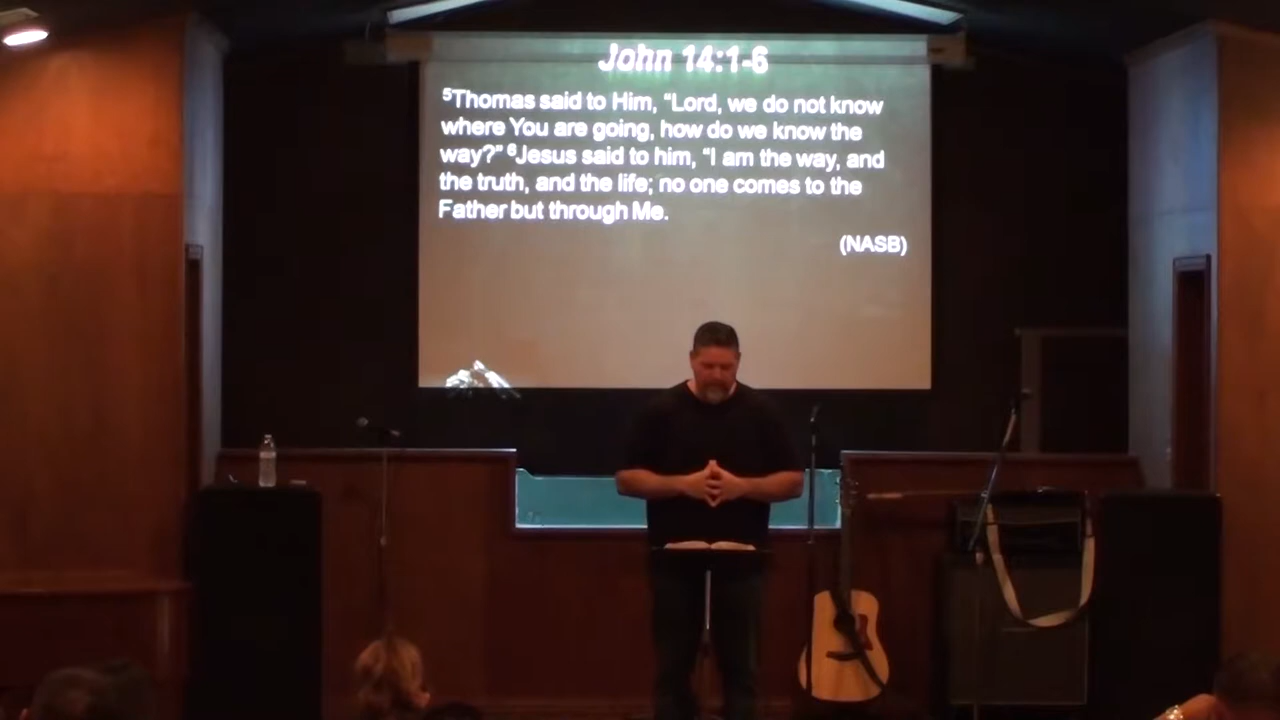 John 14:1-6
⁵Thomas said to Him, “Lord, we do not know
where You are going, how do we know the
way?” ⁶Jesus said to him, “I am the way, and
the truth, and the life; no one comes to the
Father but through Me.
(NASB)